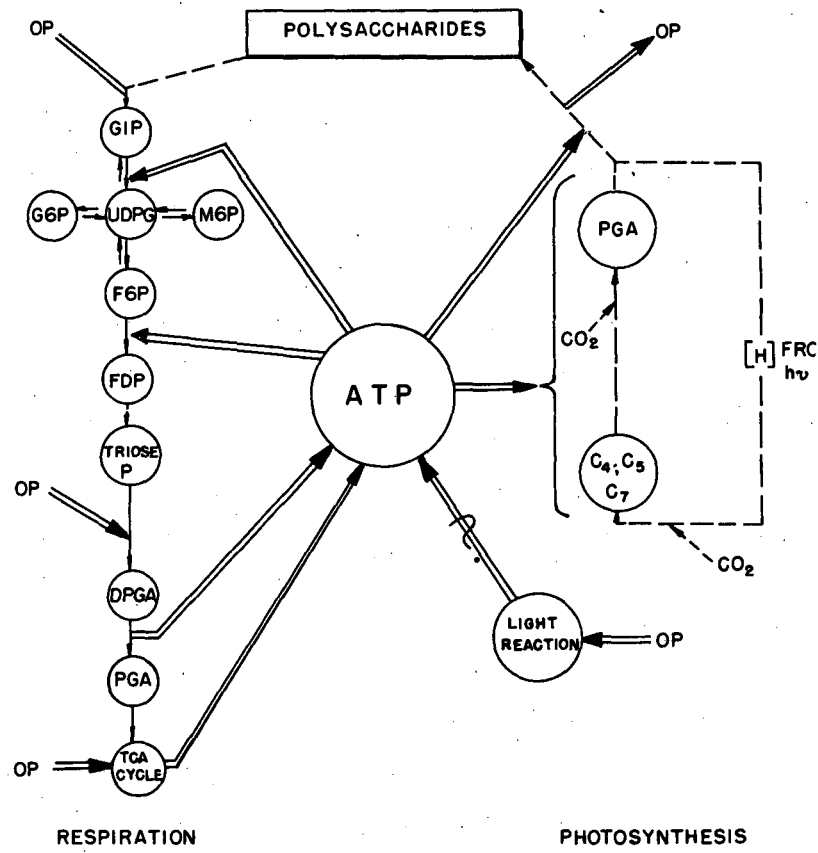 OP
POLYSACCHARIDES
OP
G1P
G6P
UDPG
M6P
PGA
F6P
CO2
[H] FRO
hν
FDP
ATP
TRIOSE
P
C4; C5
C7
OP
CO2
DPGA
?
LIGHT
REACTION
OP
PGA
OP
TCA
CYCLE
RESPIRATION
PHOTOSYNTHESIS